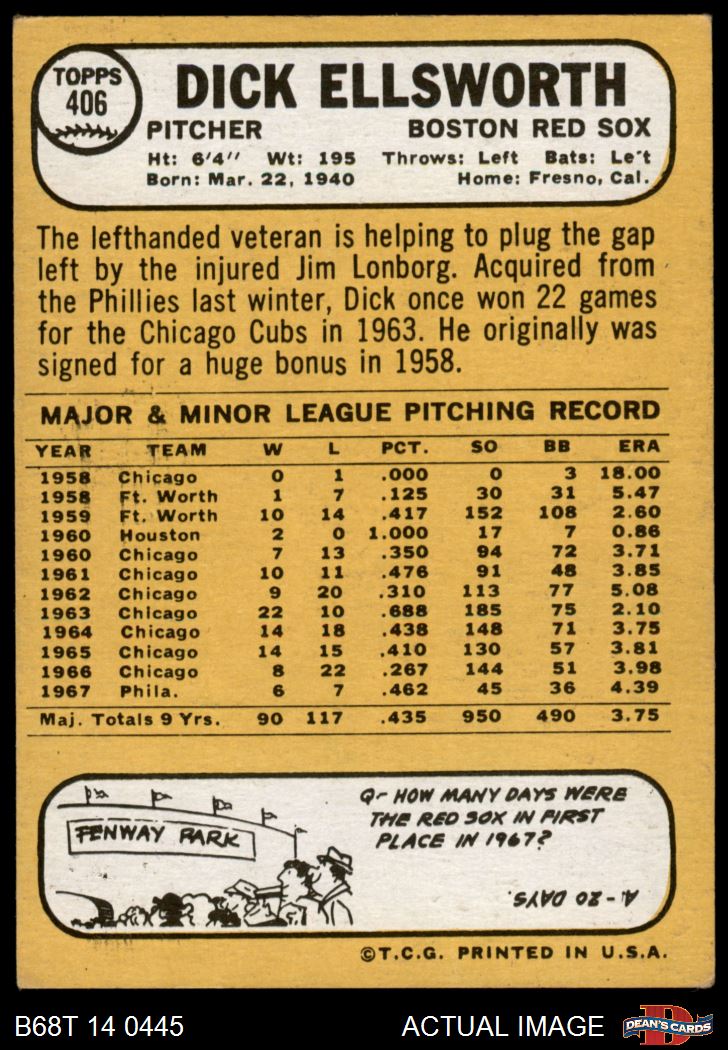 TOPPS
406
DICK ELLSWORTH
PITCHER BOSTON RED SOX
Ht: 6'4" Wt: 195 Throws: Left Bats: Le't
Born: Mar. 22, 1940 Home: Fresno, Cal.
The lefthanded veteran is helping to plug the gap
left by the injured Jim Lonborg. Acquired from
the Phillies last winter, Dick once won 22 games
for the Chicago Cubs in 1963. He originally was
signed for a huge bonus in 1958.
MAJOR & MINOR LEAGUE PITCHING RECORD
YEAR TEAM W L PCT. SO BB ERA
1958 Chicago 0 1 .000 0 3 18.00
1958 Ft. Worth 1 7 .125 30 31 5.47
1959 Ft. Worth 10 14 .417 152 108 2.60
1960 Houston 2 0 1.000 17 7 0.86
1960 Chicago 7 13 .350 94 72 3.71
1961 Chicago 10 11 .476 91 48 3.85
1962 Chicago 9 20 .310 113 77 5.08
1963 Chicago 22 10 .688 185 75 2.10
1964 Chicago 14 18 .438 148 71 3.75
1965 Chicago 14 15 .410 130 57 3.81
1966 Chicago 8 22 .267 144 51 3.98
1967 Phila. 6 7 .462 45 36 4.39
Maj. Totals 9 Yrs. 90 117 .435 950 490 3.75
FENWAY PARK
Q- HOW MANY DAYS WERE
THE RED SOX IN FIRST
PLACE IN 1967?
A- 20 DAYS.
©T.C.G. PRINTED IN U.S.A.
B68T 14 0445 ACTUAL IMAGE
DEAN'S CARDS